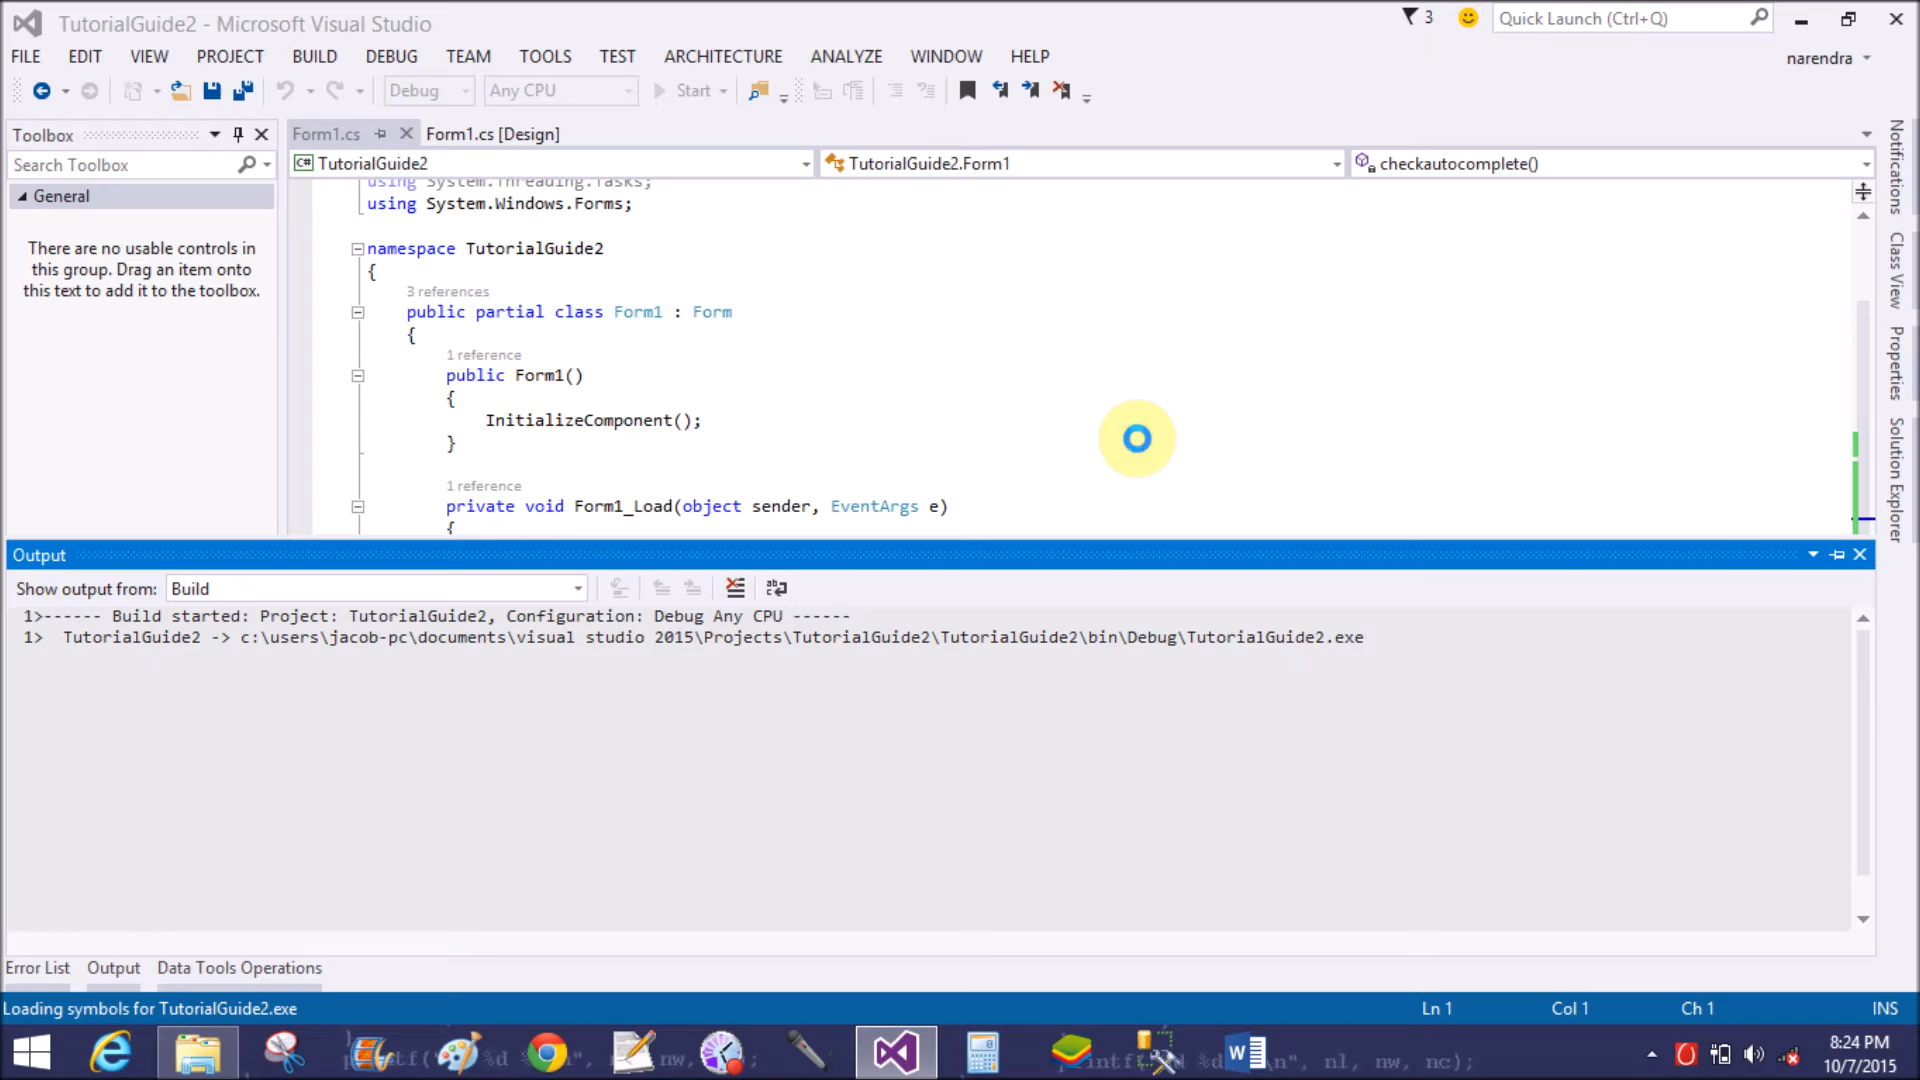 TutorialGuide2 - Microsoft Visual Studio
3
Quick Launch (Ctrl+Q)
FILE EDIT VIEW PROJECT BUILD DEBUG TEAM TOOLS TEST ARCHITECTURE ANALYZE WINDOW HELP
narendra
Debug Any CPU Start
Toolbox
Form1.cs Form1.cs [Design]
Search Toolbox
TutorialGuide2 TutorialGuide2.Form1 checkautocomplete()
General
There are no usable controls in
this group. Drag an item onto
this text to add it to the toolbox.
using System.Threading.Tasks;
using System.Windows.Forms;
namespace TutorialGuide2
{
3 references
public partial class Form1 : Form
{
1 reference
public Form1()
{
InitializeComponent();
}
1 reference
private void Form1_Load(object sender, EventArgs e)
{
Notifications
Class View
Properties
Solution Explorer
Output
Show output from: Build
1>------ Build started: Project: TutorialGuide2, Configuration: Debug Any CPU ------
1> TutorialGuide2 -> c:\users\jacob-pc\documents\visual studio 2015\Projects\TutorialGuide2\TutorialGuide2\bin\Debug\TutorialGuide2.exe
Error List Output Data Tools Operations
Loading symbols for TutorialGuide2.exe
Ln 1 Col 1 Ch 1 INS
8:24 PM
10/7/2015